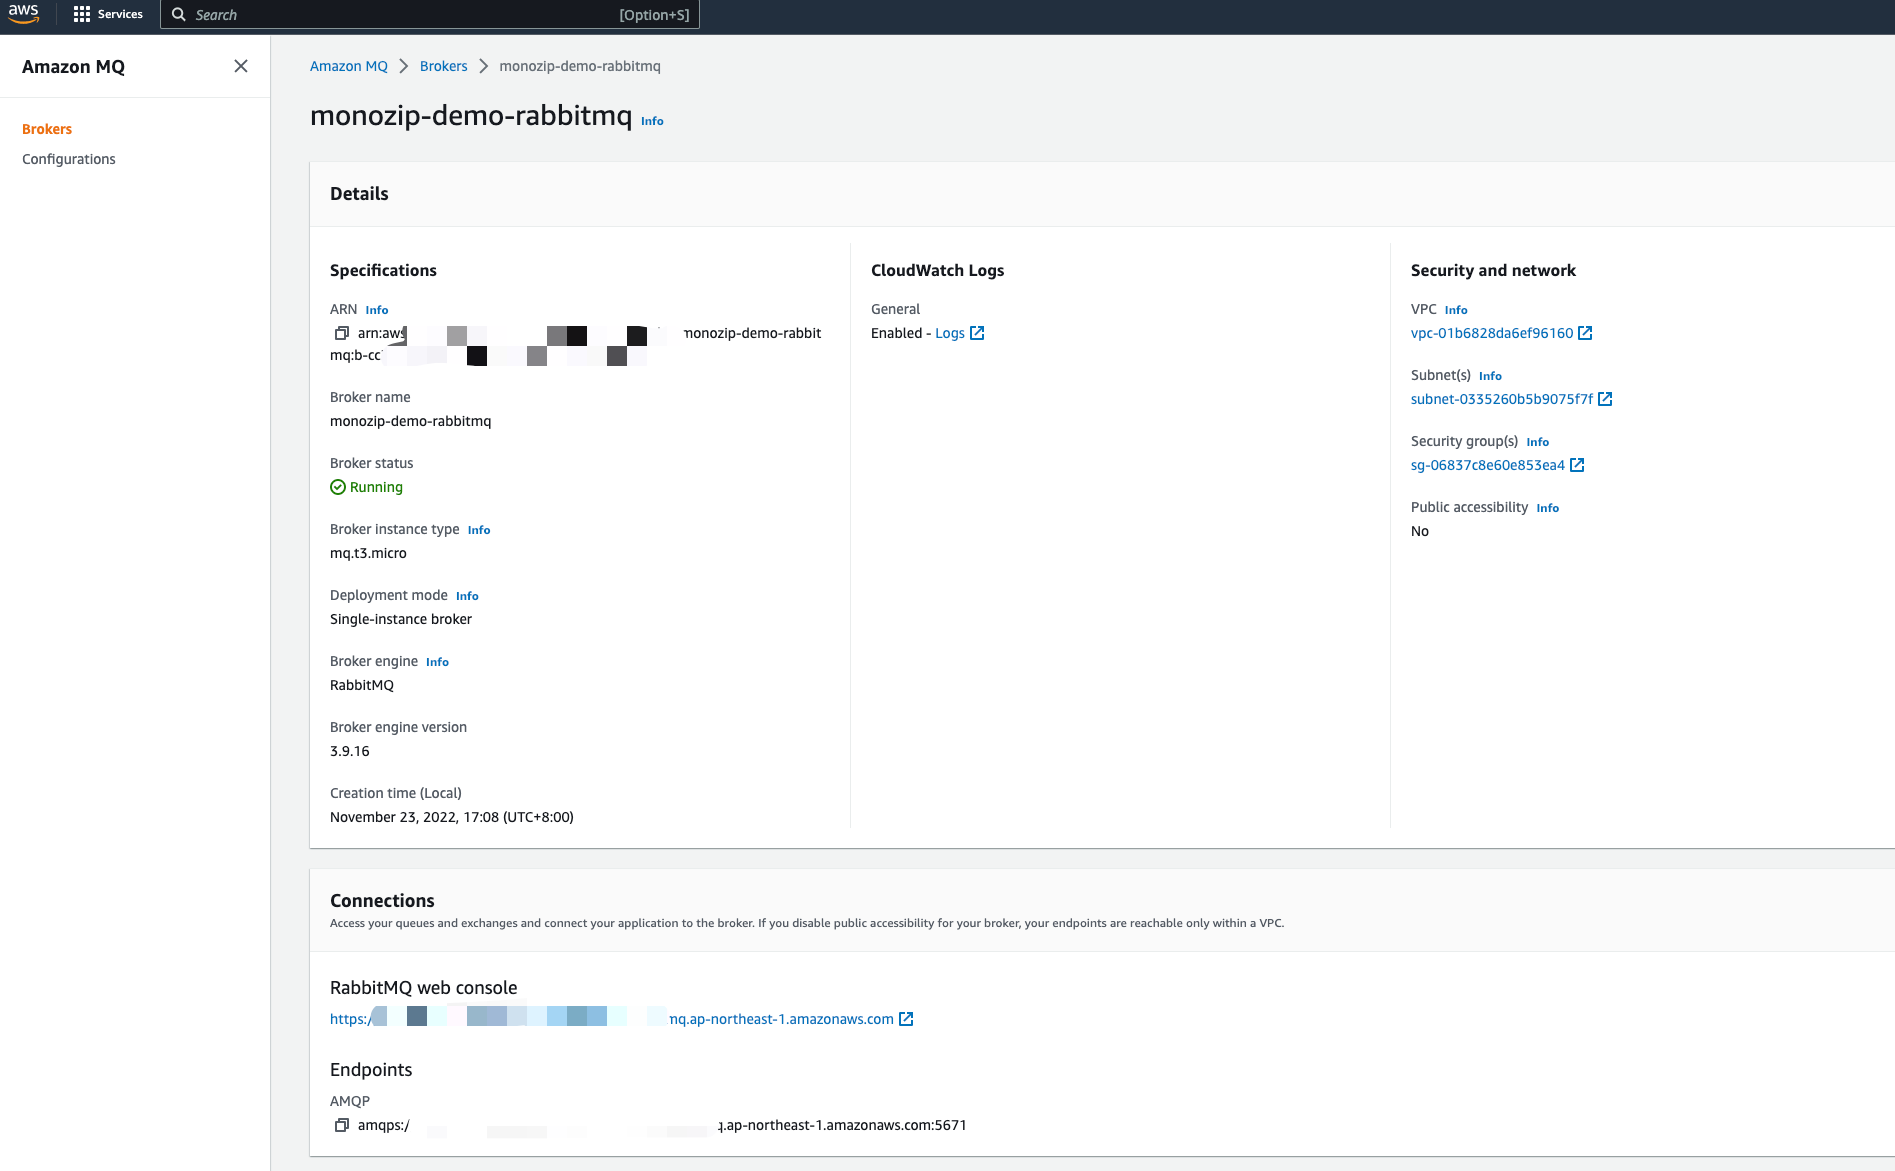 aws
Services
Search
[Option+S]
Amazon MQ
Brokers
Configurations
Amazon MQ
Brokers
monozip-demo-rabbitmq
monozip-demo-rabbitmq Info
Details
Specifications
ARN Info
arn:aws
monozip-demo-rabbit
mq:b-cc
Broker name
monozip-demo-rabbitmq
Broker status
Running
Broker instance type Info
mq.t3.micro
Deployment mode Info
Single-instance broker
Broker engine Info
RabbitMQ
Broker engine version
3.9.16
Creation time (Local)
November 23, 2022, 17:08 (UTC+8:00)
CloudWatch Logs
General
Enabled - Logs
Security and network
VPC Info
vpc-01b6828da6ef96160
Subnet(s) Info
subnet-0335260b5b9075f7f
Security group(s) Info
sg-06837c8e60e853ea4
Public accessibility Info
No
Connections
Access your queues and exchanges and connect your application to the broker. If you disable public accessibility for your broker, your endpoints are reachable only within a VPC.
RabbitMQ web console
https:/
mq.ap-northeast-1.amazonaws.com
Endpoints
AMQP
amqps:/
q.ap-northeast-1.amazonaws.com:5671